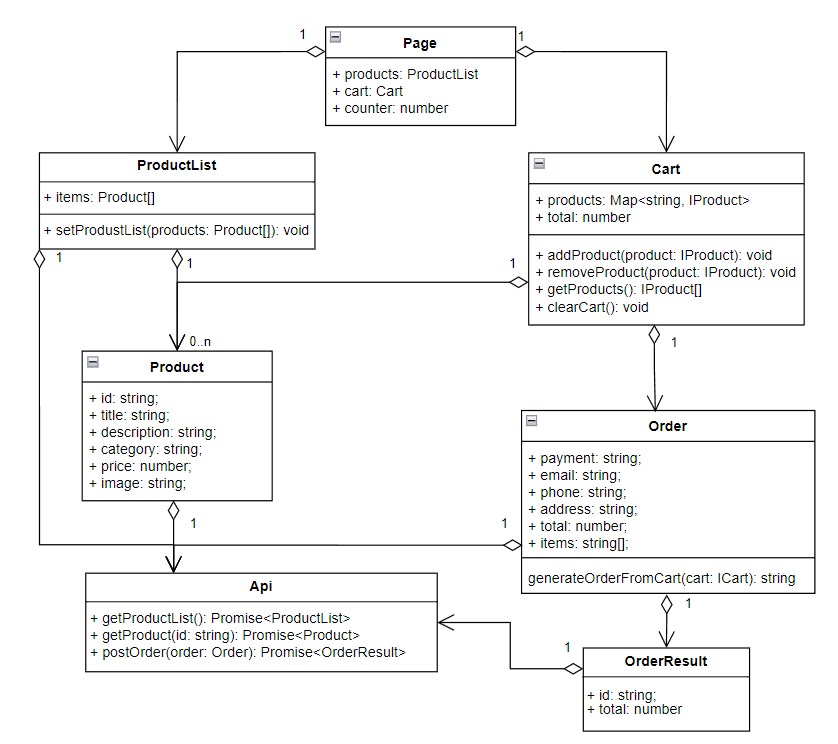 1
Page
1
+ products: ProductList
+ cart: Cart
+ counter: number
ProductList
+ items: Product[]
+ setProdustList(products: Product[]): void
1
1
Cart
+ products: Map<string, IProduct>
+ total: number
+ addProduct(product: IProduct): void
+ removeProduct(product: IProduct): void
+ getProducts(): IProduct[]
+ clearCart(): void
1
1
0..n
Product
+ id: string;
+ title: string;
+ description: string;
+ category: string;
+ price: number;
+ image: string;
1
Order
+ payment: string;
+ email: string;
+ phone: string;
+ address: string;
+ total: number;
+ items: string[];
generateOrderFromCart(cart: ICart): string
1
1
Api
+ getProductList(): Promise<ProductList>
+ getProduct(id: string): Promise<Product>
+ postOrder(order: Order): Promise<OrderResult>
1
OrderResult
+ id: string;
+ total: number